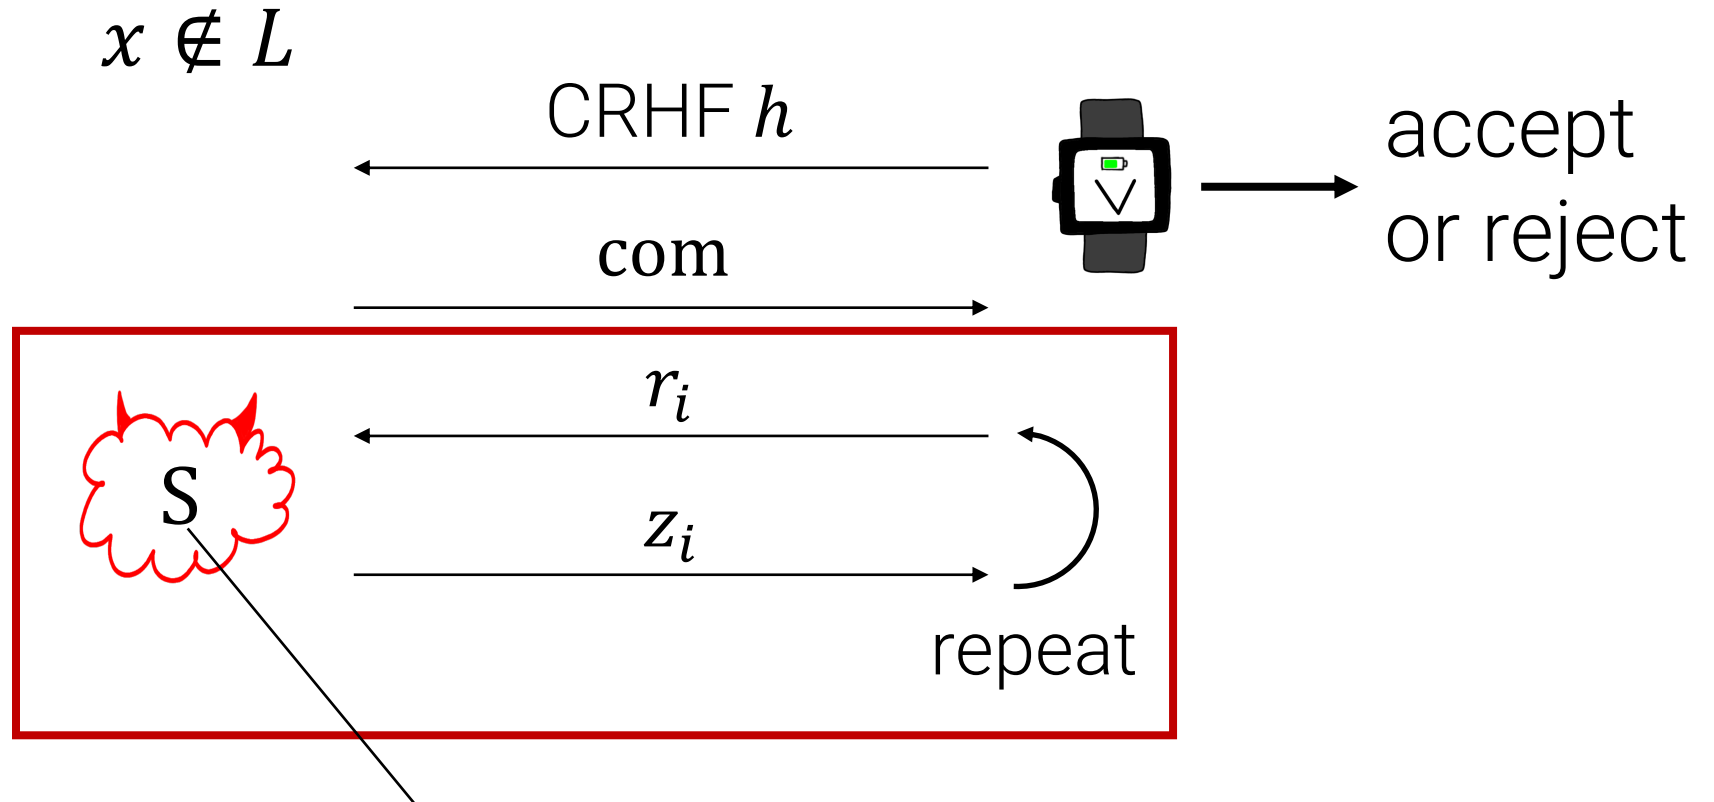 x ∉ L
CRHF h
accept
or reject
V
com
r_i
S
z_i
repeat